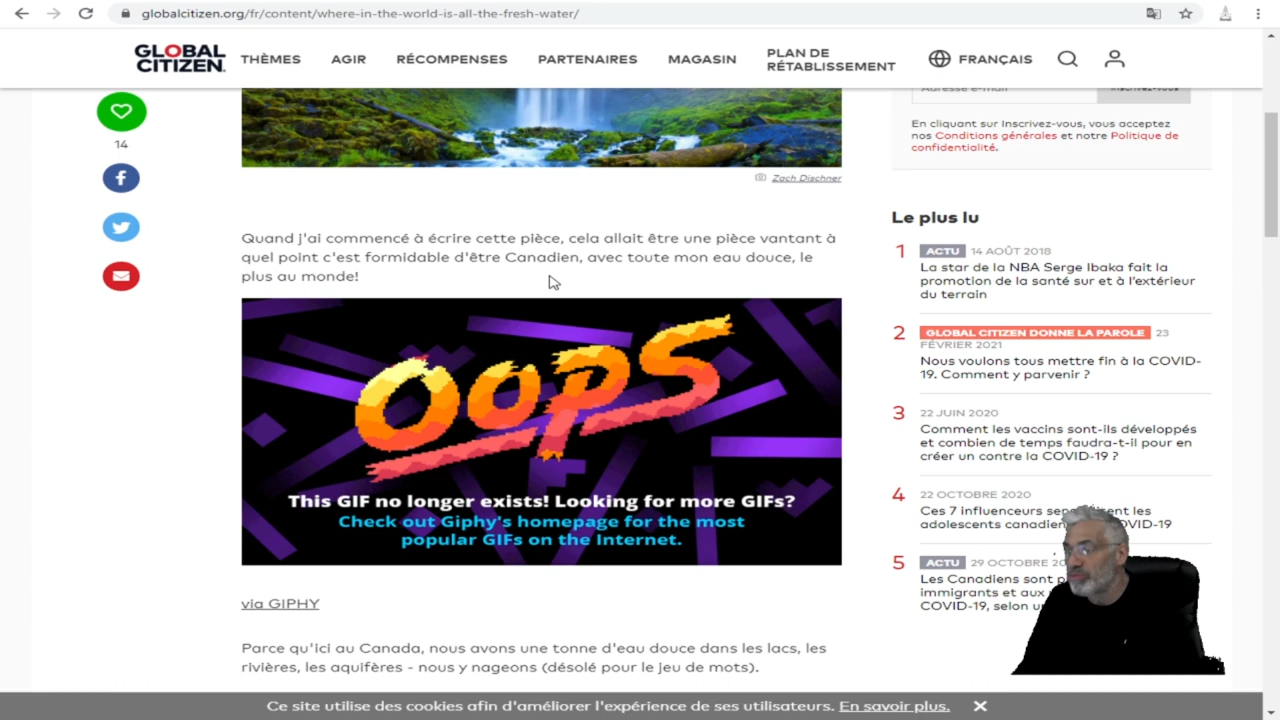 globalcitizen.org/fr/content/where-in-the-world-is-all-the-fresh-water/
GLOBAL
CITIZEN.
THÈMES
AGIR
RÉCOMPENSES
PARTENAIRES
MAGASIN
PLAN DE
RÉTABLISSEMENT
FRANÇAIS
14
Zach Dischner
Quand j'ai commencé à écrire cette pièce, cela allait être une pièce vantant à
quel point c'est formidable d'être Canadien, avec toute mon eau douce, le
plus au monde!
OOPS
This GIF no longer exists! Looking for more GIFs?
Check out Giphy's homepage for the most
popular GIFs on the Internet.
via GIPHY
Parce qu'ici au Canada, nous avons une tonne d'eau douce dans les lacs, les
rivières, les aquifères - nous y nageons (désolé pour le jeu de mots).
Adresse e-mail
Inscrivez-vous
En cliquant sur Inscrivez-vous, vous acceptez
nos Conditions générales et notre Politique de
confidentialité.
Le plus lu
1 ACTU 14 AOÛT 2018
La star de la NBA Serge Ibaka fait la
promotion de la santé sur et à l'extérieur
du terrain
2 GLOBAL CITIZEN DONNE LA PAROLE 23
FÉVRIER 2021
Nous voulons tous mettre fin à la COVID-
19. Comment y parvenir ?
3 22 JUIN 2020
Comment les vaccins sont-ils développés
et combien de temps faudra-t-il pour en
créer un contre la COVID-19 ?
4 22 OCTOBRE 2020
Ces 7 influenceurs les
adolescents
5 ACTU 29 OCTOBRE
Les Canadiens sont
immigrants et aux
COVID-19, selon
Ce site utilise des cookies afin d'améliorer l'expérience de ses utilisateurs. En savoir plus.